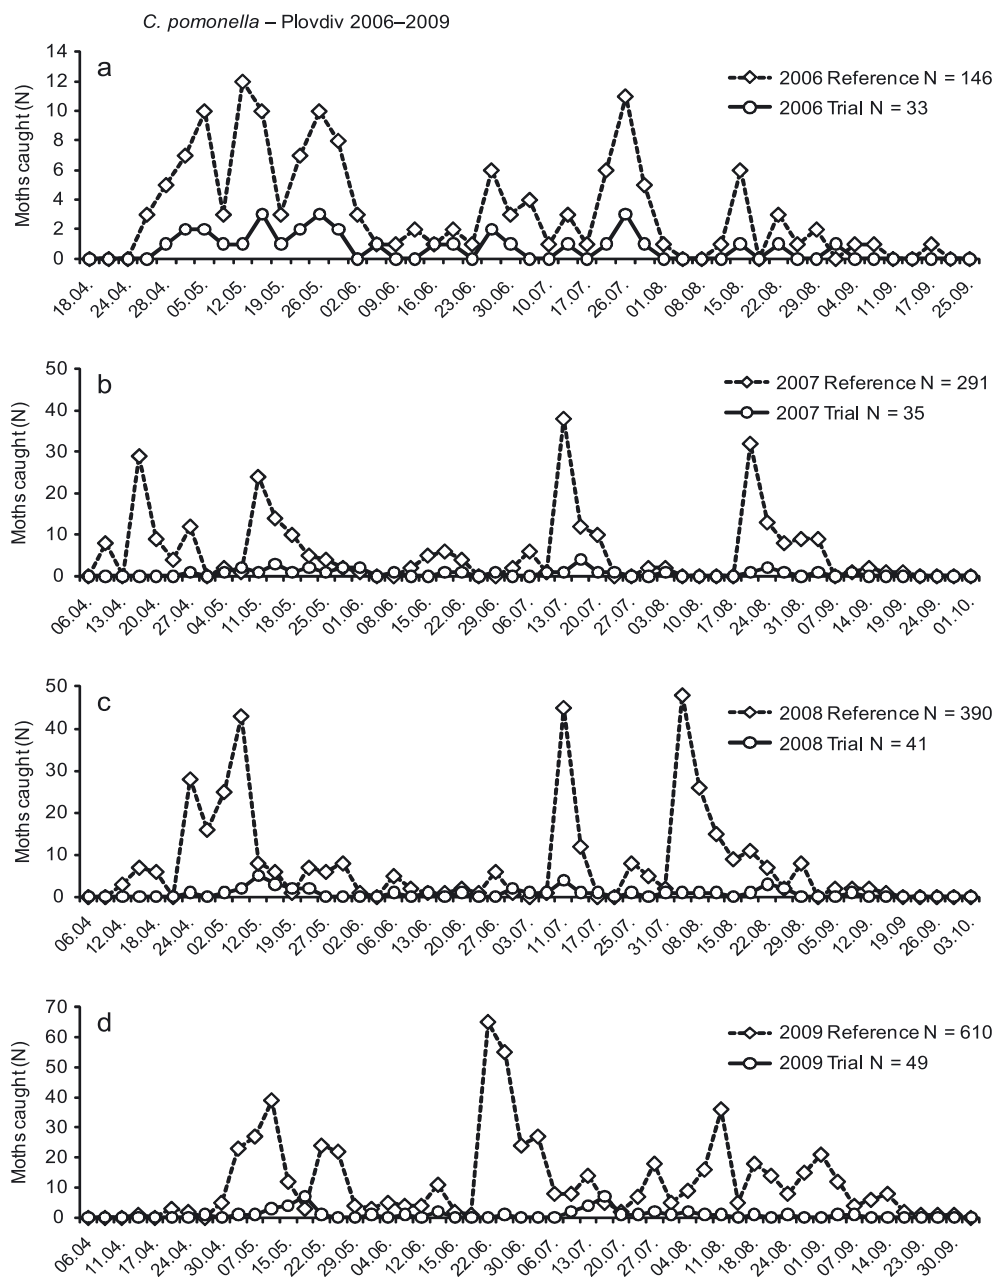 C. pomonella – Plovdiv 2006–2009
a
Moths caught (N)
14
12
10
8
6
4
2
0
2006 Reference N = 146
2006 Trial N = 33
18.04. 24.04. 28.04. 05.05. 12.05. 19.05. 26.05. 02.06. 09.06. 16.06. 23.06. 30.06. 10.07. 17.07. 26.07. 01.08. 08.08. 15.08. 22.08. 29.08. 04.09. 11.09. 17.09. 25.09.
b
Moths caught (N)
50
40
30
20
10
0
2007 Reference N = 291
2007 Trial N = 35
06.04. 13.04. 20.04. 27.04. 04.05. 11.05. 18.05. 25.05. 01.06. 08.06. 15.06. 22.06. 29.06. 06.07. 13.07. 20.07. 27.07. 03.08. 10.08. 17.08. 24.08. 31.08. 07.09. 14.09. 19.09. 24.09. 01.10.
c
Moths caught (N)
50
40
30
20
10
0
2008 Reference N = 390
2008 Trial N = 41
06.04 12.04. 18.04. 24.04. 02.05. 12.05. 19.05. 27.05. 02.06. 06.06. 13.06. 20.06. 27.06. 03.07. 11.07. 17.07. 25.07. 31.07. 08.08. 15.08. 22.08. 29.08. 05.09. 12.09. 19.09 26.09. 03.10.
d
Moths caught (N)
70
60
50
40
30
20
10
0
2009 Reference N = 610
2009 Trial N = 49
06.04 11.04. 17.04. 24.04. 30.04. 07.05. 15.05. 21.05. 29.05. 04.06. 10.06. 15.06. 22.06. 30.06. 06.07. 13.07. 20.07. 27.07. 04.08. 11.08. 18.08. 24.08. 01.09. 07.09. 14.09. 23.09. 30.09.